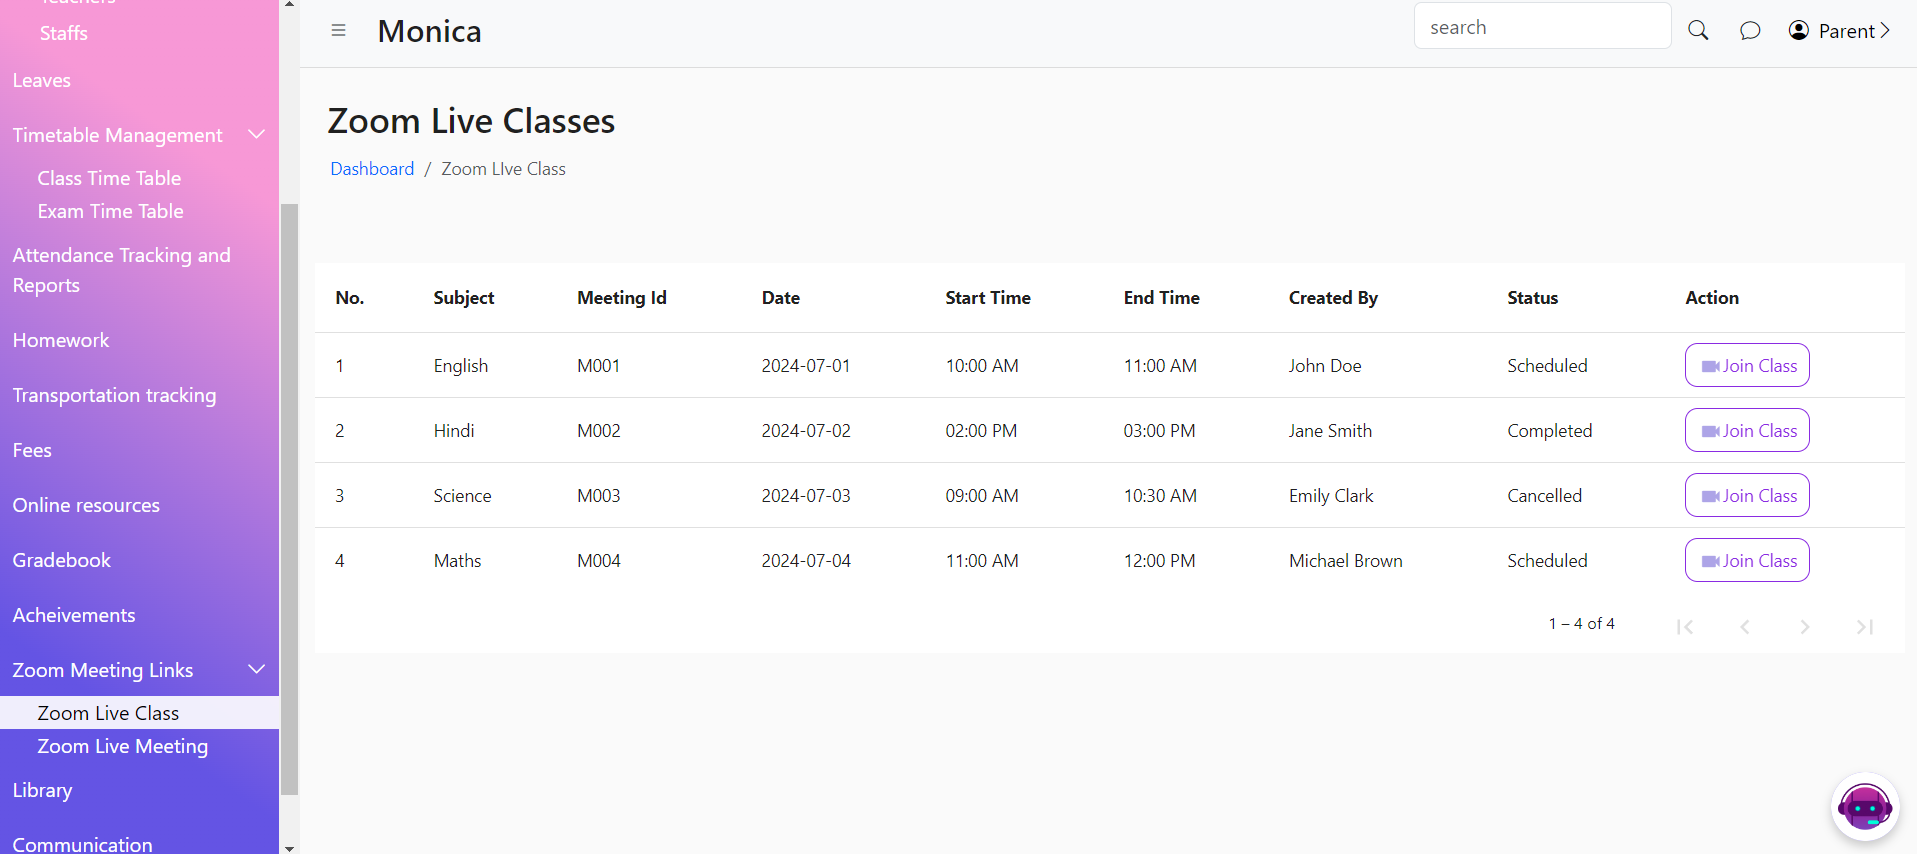 Teachers
Staffs
Leaves
Timetable Management
Class Time Table
Exam Time Table
Attendance Tracking and
Reports
Homework
Transportation tracking
Fees
Online resources
Gradebook
Acheivements
Zoom Meeting Links
Zoom Live Class
Zoom Live Meeting
Library
Communication
Monica
search
Parent
Zoom Live Classes
Dashboard / Zoom LIve Class
No. Subject Meeting Id Date Start Time End Time Created By Status Action
1 English M001 2024-07-01 10:00 AM 11:00 AM John Doe Scheduled Join Class
2 Hindi M002 2024-07-02 02:00 PM 03:00 PM Jane Smith Completed Join Class
3 Science M003 2024-07-03 09:00 AM 10:30 AM Emily Clark Cancelled Join Class
4 Maths M004 2024-07-04 11:00 AM 12:00 PM Michael Brown Scheduled Join Class
1 – 4 of 4